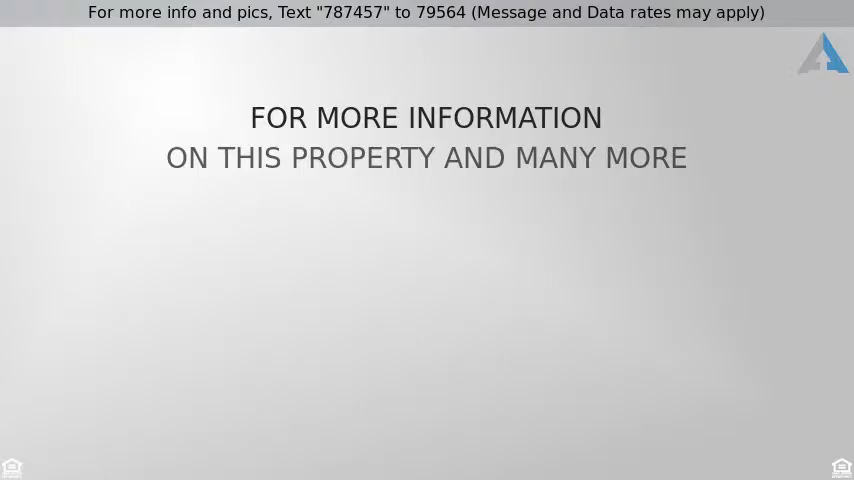 For more info and pics, Text "787457" to 79564 (Message and Data rates may apply)
FOR MORE INFORMATION
ON THIS PROPERTY AND MANY MORE